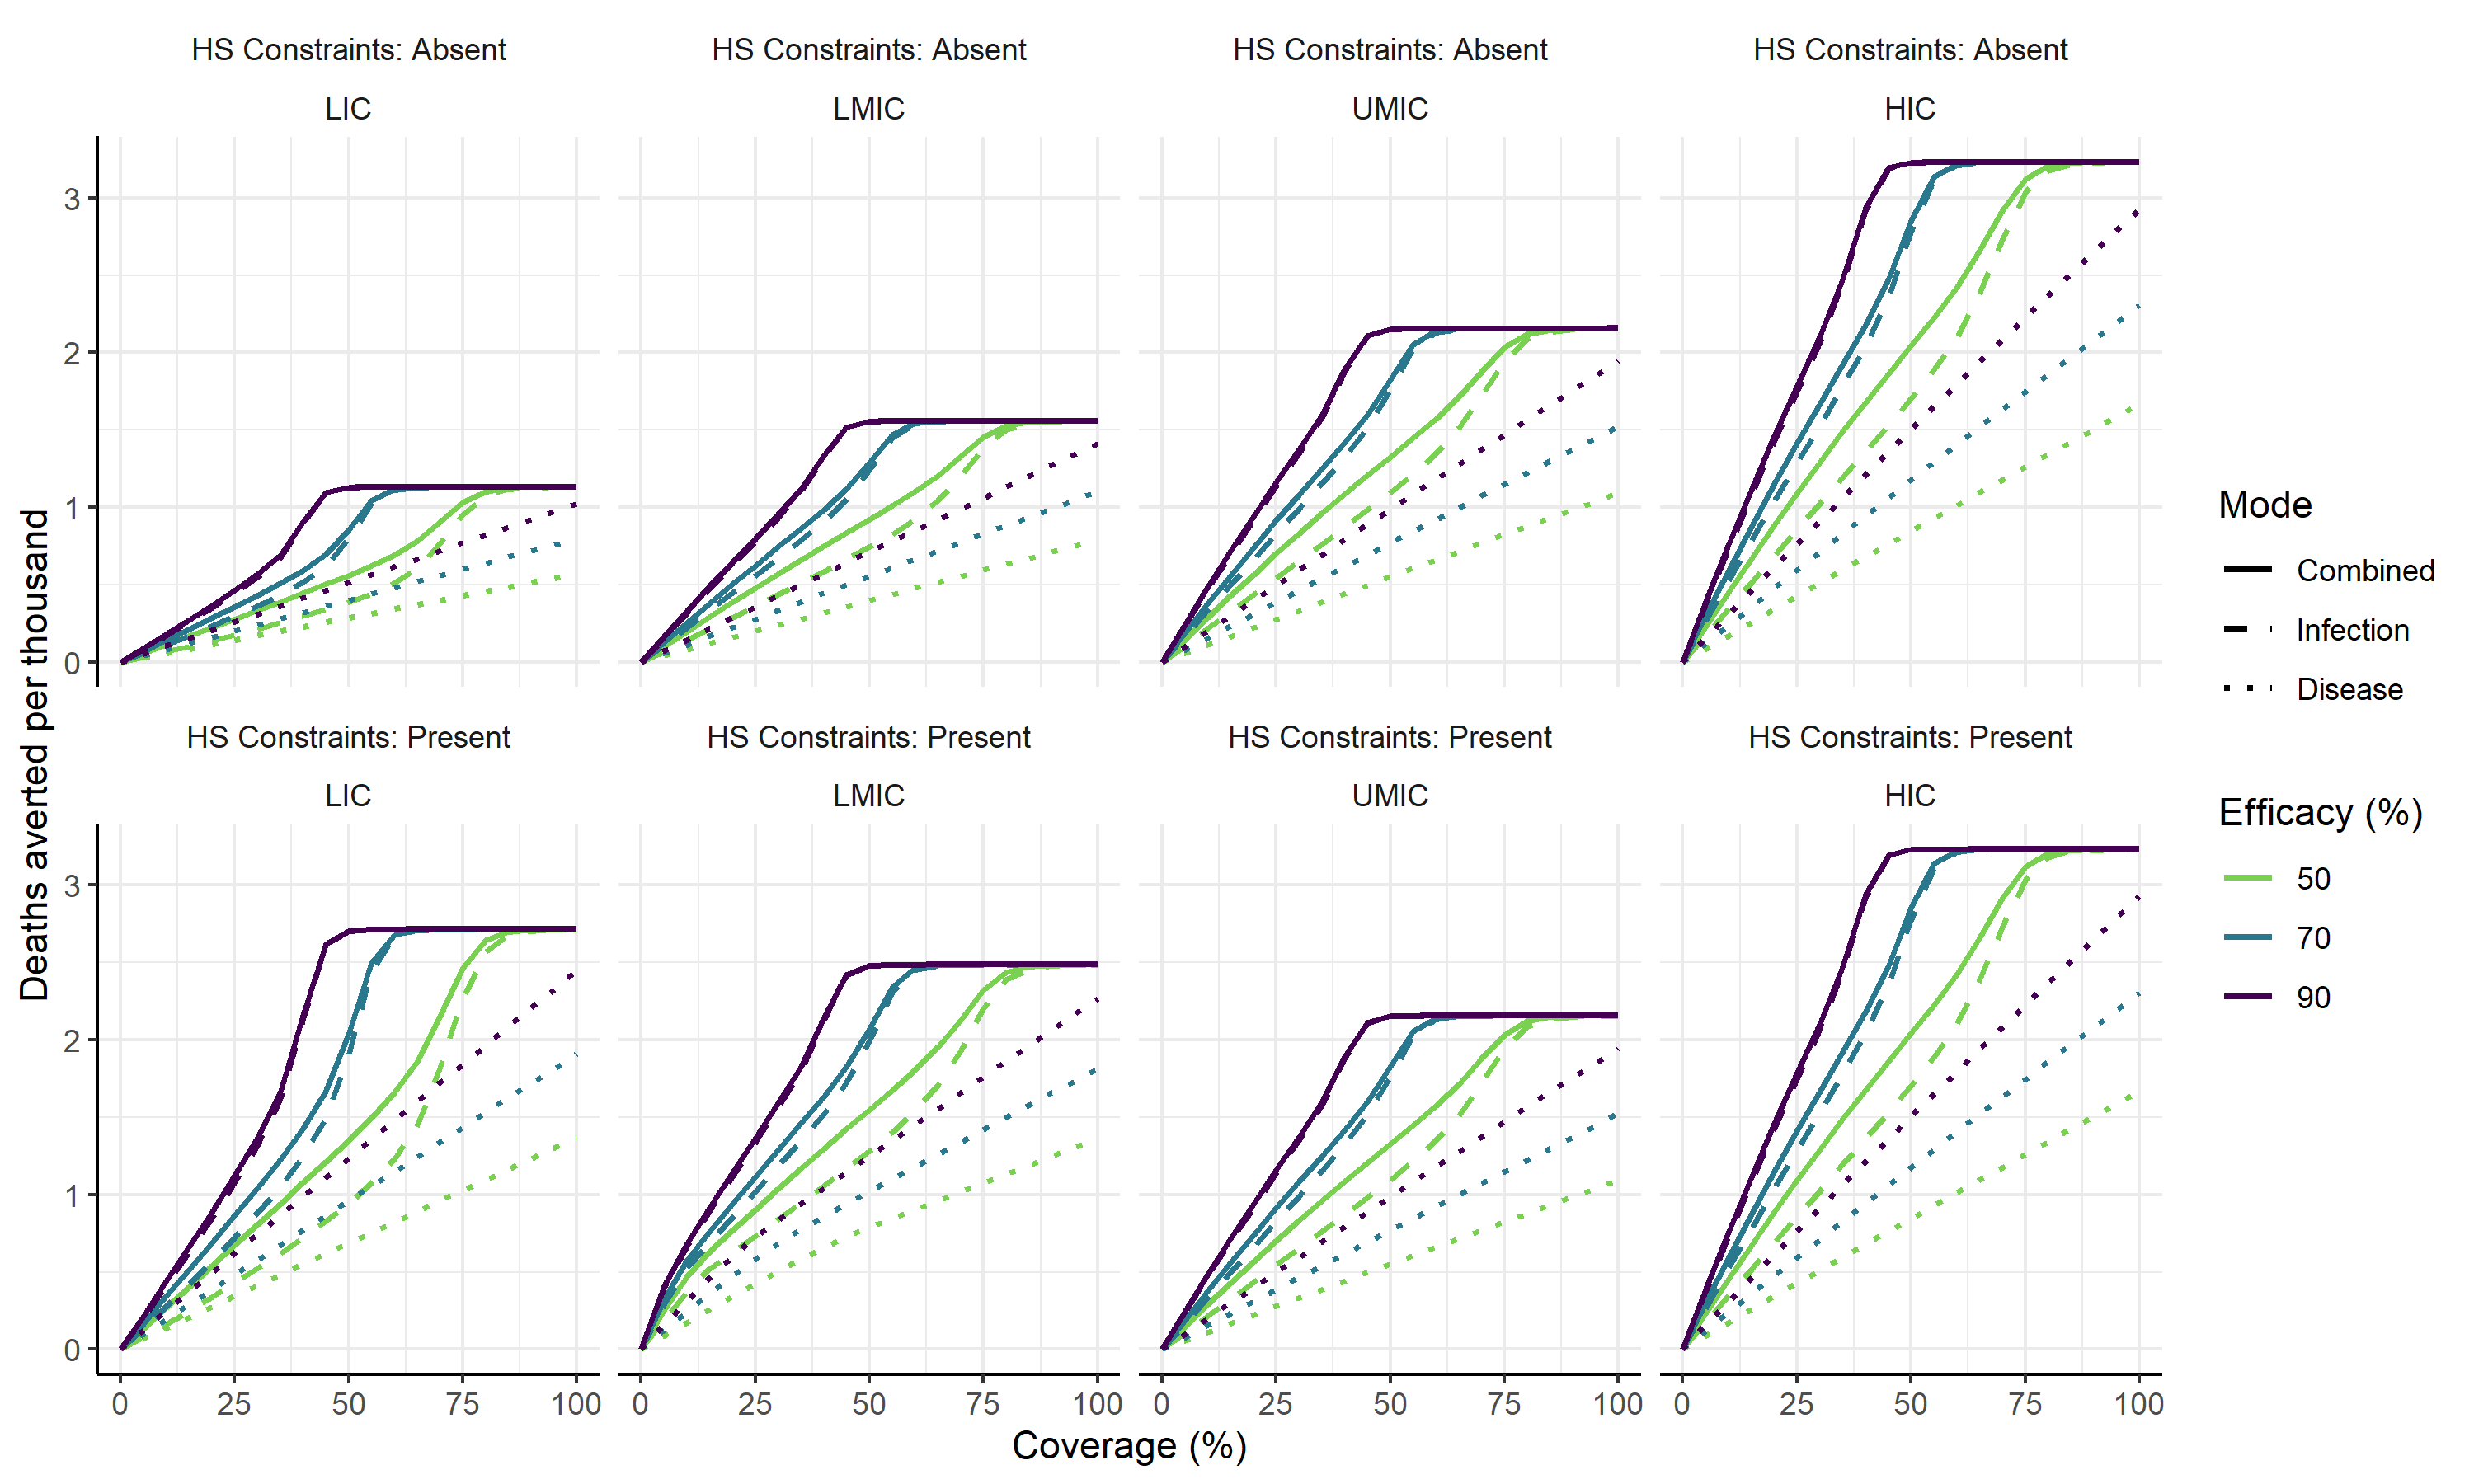 HS Constraints: Absent HS Constraints: Absent HS Constraints: Absent HS Constraints: Absent
LIC LMIC UMIC HIC
3
2
1
0
HS Constraints: Present HS Constraints: Present HS Constraints: Present HS Constraints: Present
LIC LMIC UMIC HIC
3
2
1
0
0 25 50 75 100 0 25 50 75 100 0 25 50 75 100 0 25 50 75 100
Coverage (%)
Deaths averted per thousand
Mode
Combined
Infection
Disease
Efficacy (%)
50
70
90